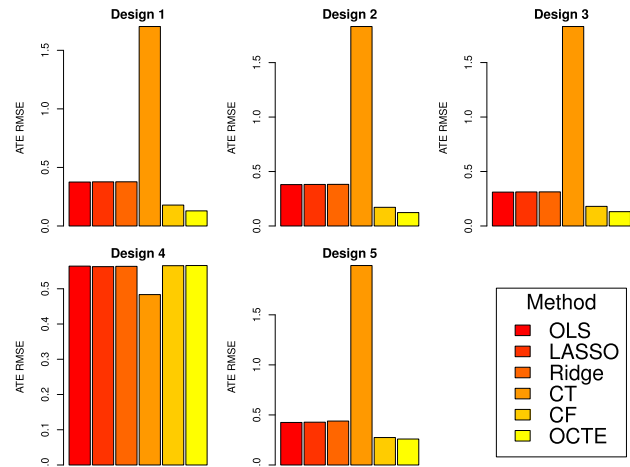 Design 1
ATE RMSE
0.0
0.5
1.0
1.5
Design 2
ATE RMSE
0.0
0.5
1.0
1.5
Design 3
ATE RMSE
0.0
0.5
1.0
1.5
Design 4
ATE RMSE
.0
0.1
0.2
0.3
0.4
0.5
Design 5
ATE RMSE
.0
0.5
1.0
1.5
Method
OLS
LASSO
Ridge
CT
CF
OCTE